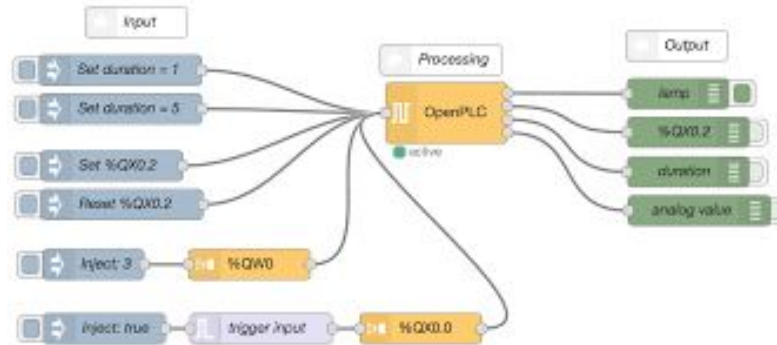 Input
Output
Processing
Set duration = 1
lamp
Set duration = 5
OpenPLC
%QX0.2
active
Set %QX0.2
duration
Reset %QX0.2
analog value
Inject: 3
%QW0
Inject: true
trigger input
%QX0.0